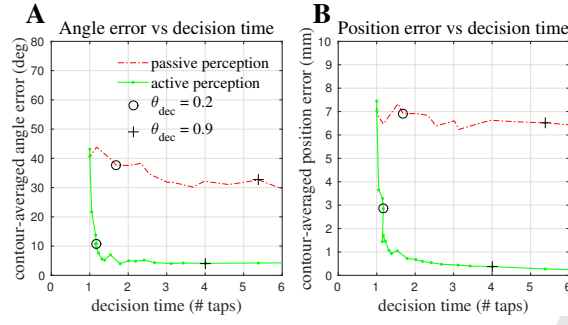 A Angle error vs decision time
contour-averaged angle error (deg)
80
70
60
50
40
30
20
10
0
passive perception
active perception
θdec = 0.2
θdec = 0.9
0 1 2 3 4 5 6
decision time (# taps)
B Position error vs decision time
contour-averaged position error (mm)
10
9
8
7
6
5
4
3
2
1
0
0 1 2 3 4 5 6
decision time (# taps)